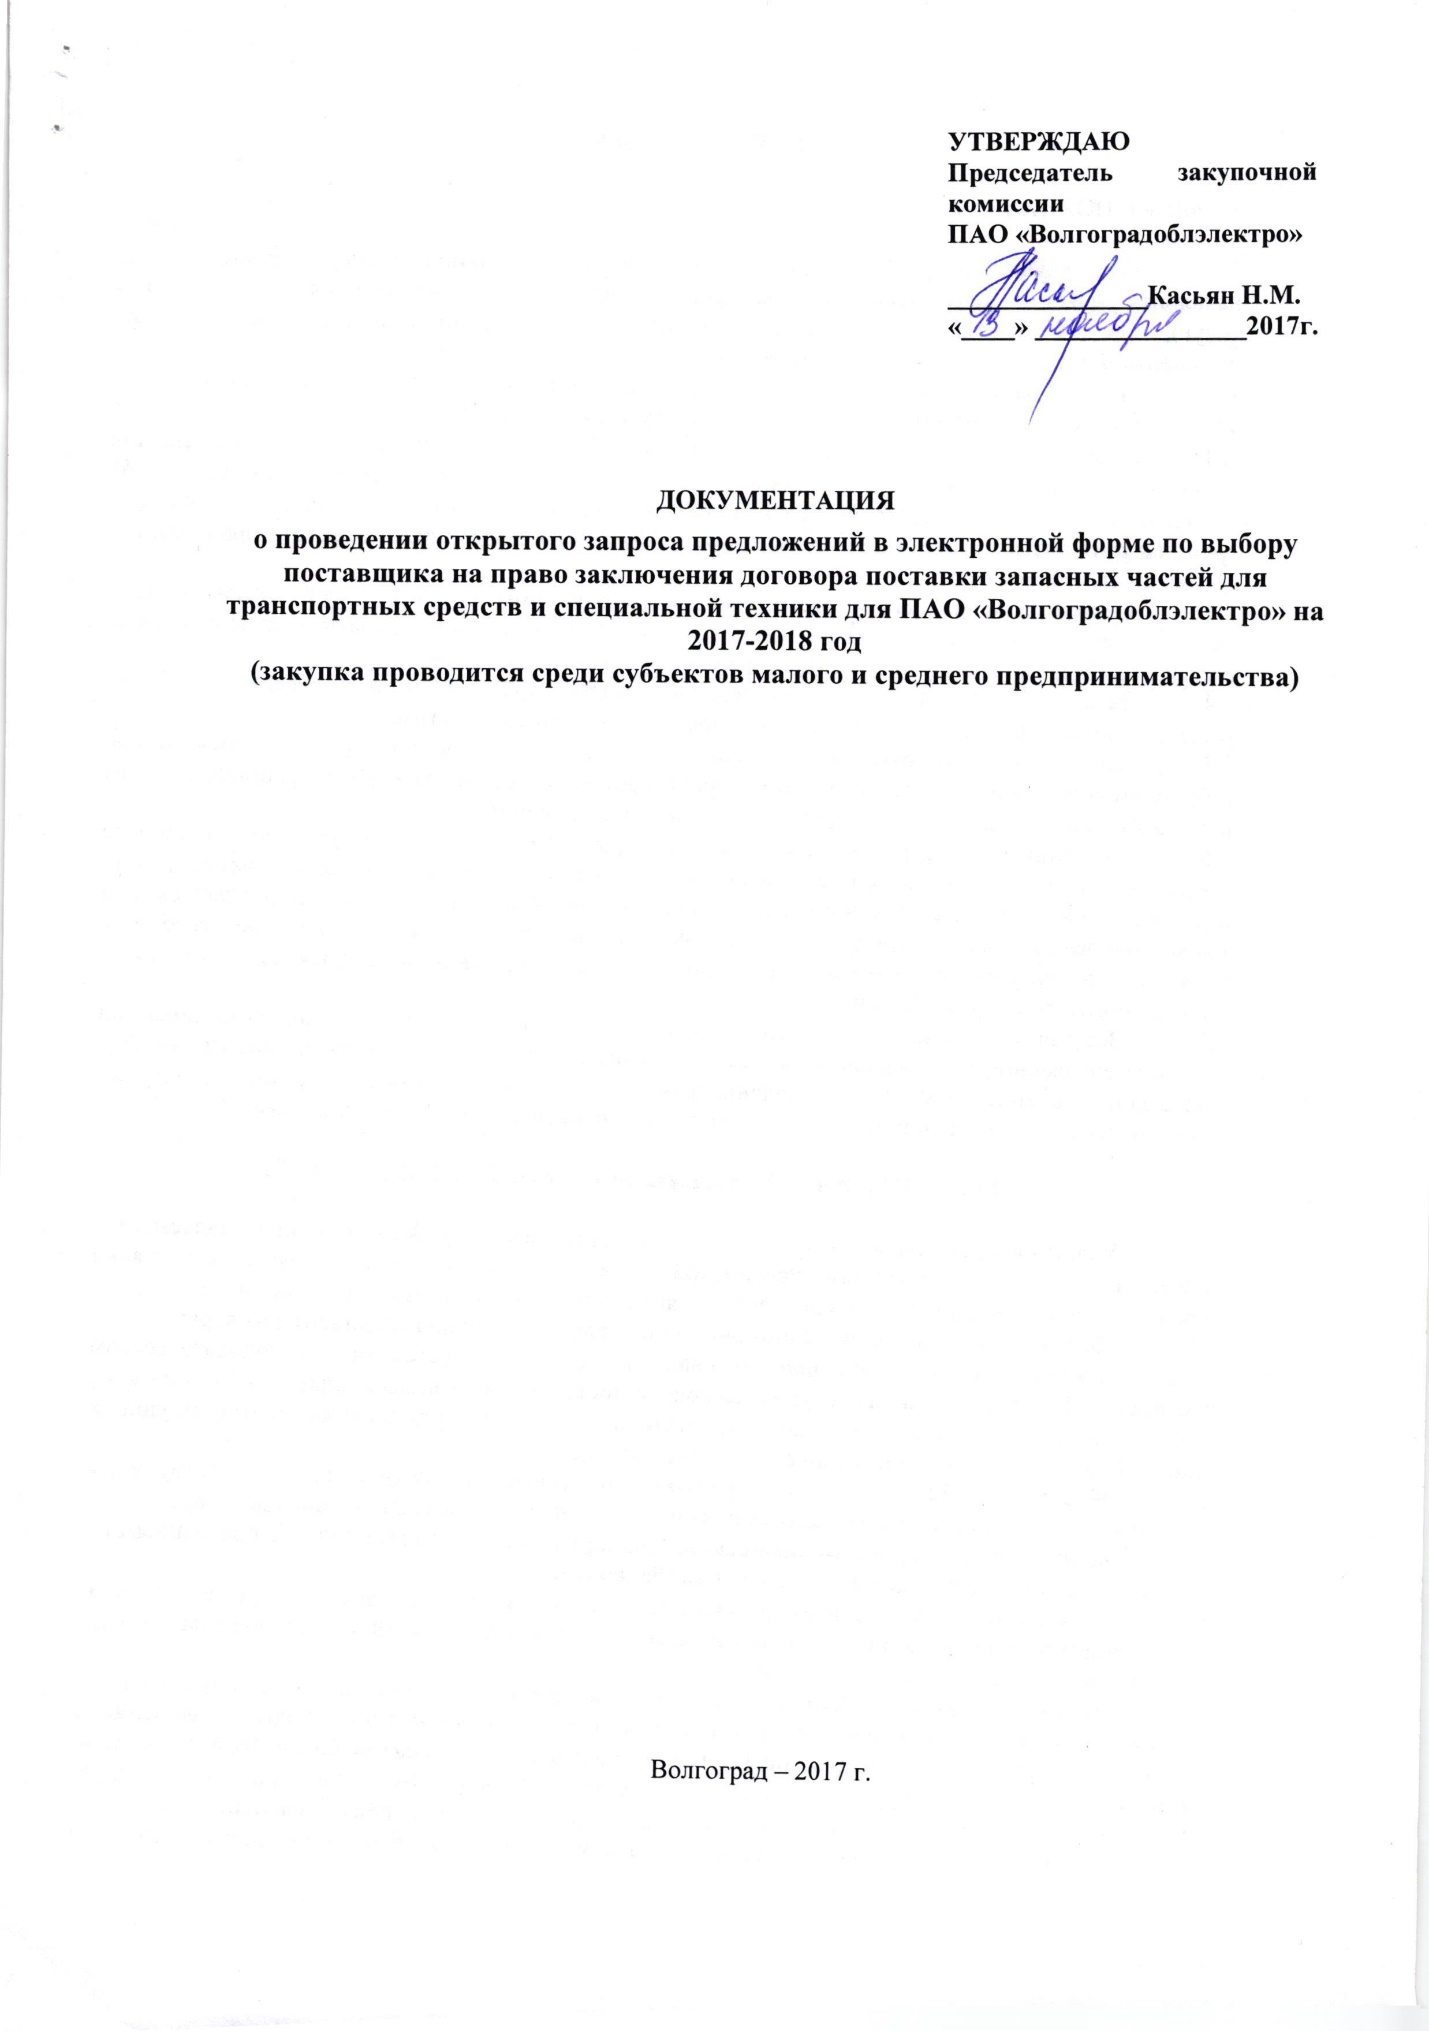 УТВЕРЖДАЮ
Председатель закупочной
комиссии
ПАО «Волгоградоблэлектро»
Касьян Н.М.
«13» ноября 2017г.
ДОКУМЕНТАЦИЯ
о проведении открытого запроса предложений в электронной форме по выбору
поставщика на право заключения договора поставки запасных частей для
транспортных средств и специальной техники для ПАО «Волгоградоблэлектро» на
2017-2018 год
(закупка проводится среди субъектов малого и среднего предпринимательства)
Волгоград – 2017 г.